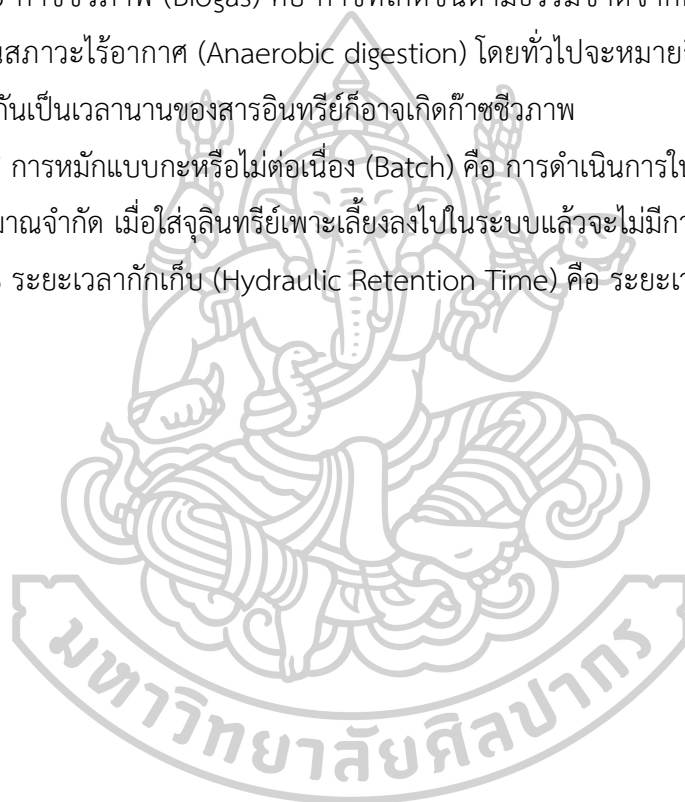 ก๊าซชีวภาพ (Biogas) คือ ก๊าซที่เกิดขึ้นตามธรรมชาติจาก
สภาวะไร้อากาศ (Anaerobic digestion) โดยทั่วไปจะหมาย
กันเป็นเวลานานของสารอินทรีย์ก็อาจเกิดก๊าซชีวภาพ
การหมักแบบกะหรือไม่ต่อเนื่อง (Batch) คือ การดำเนินการใน
มาณจำกัด เมื่อใส่จุลินทรีย์เพาะเลี้ยงลงไปในระบบแล้วจะไม่มีกา
ระยะเวลากักเก็บ (Hydraulic Retention Time) คือ ระยะเว
มหาวิทยาลัยศิลปากร